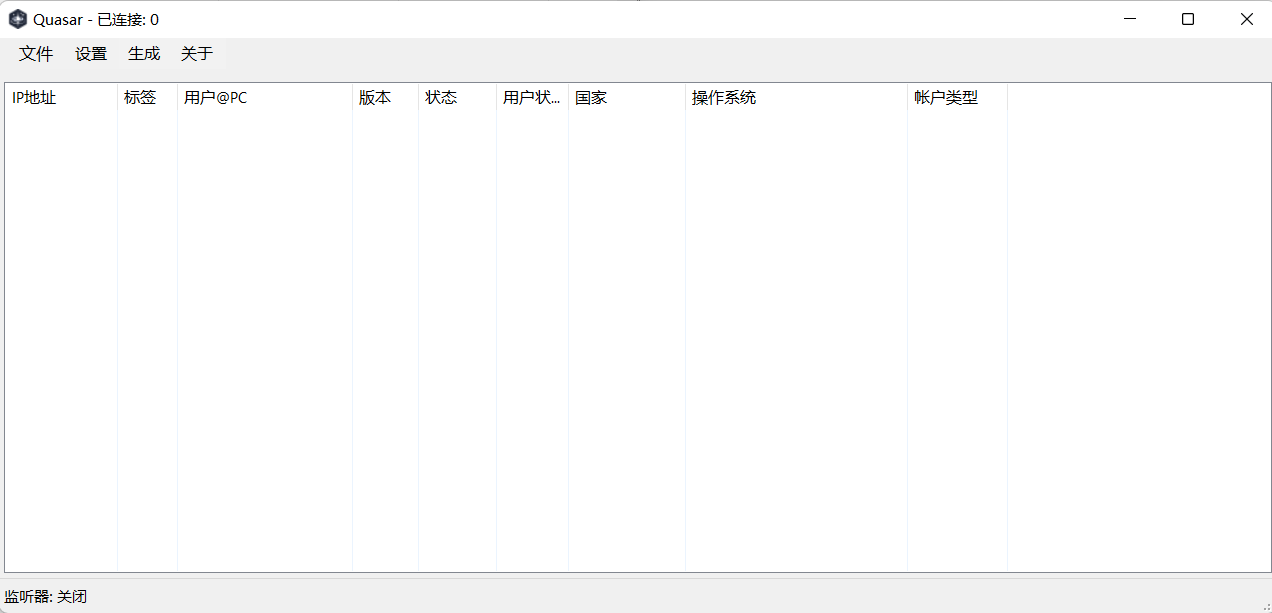 Quasar - 已连接: 0
文件 设置 生成 关于
IP地址 标签 用户@PC 版本 状态 用户状... 国家 操作系统 帐户类型
监听器: 关闭